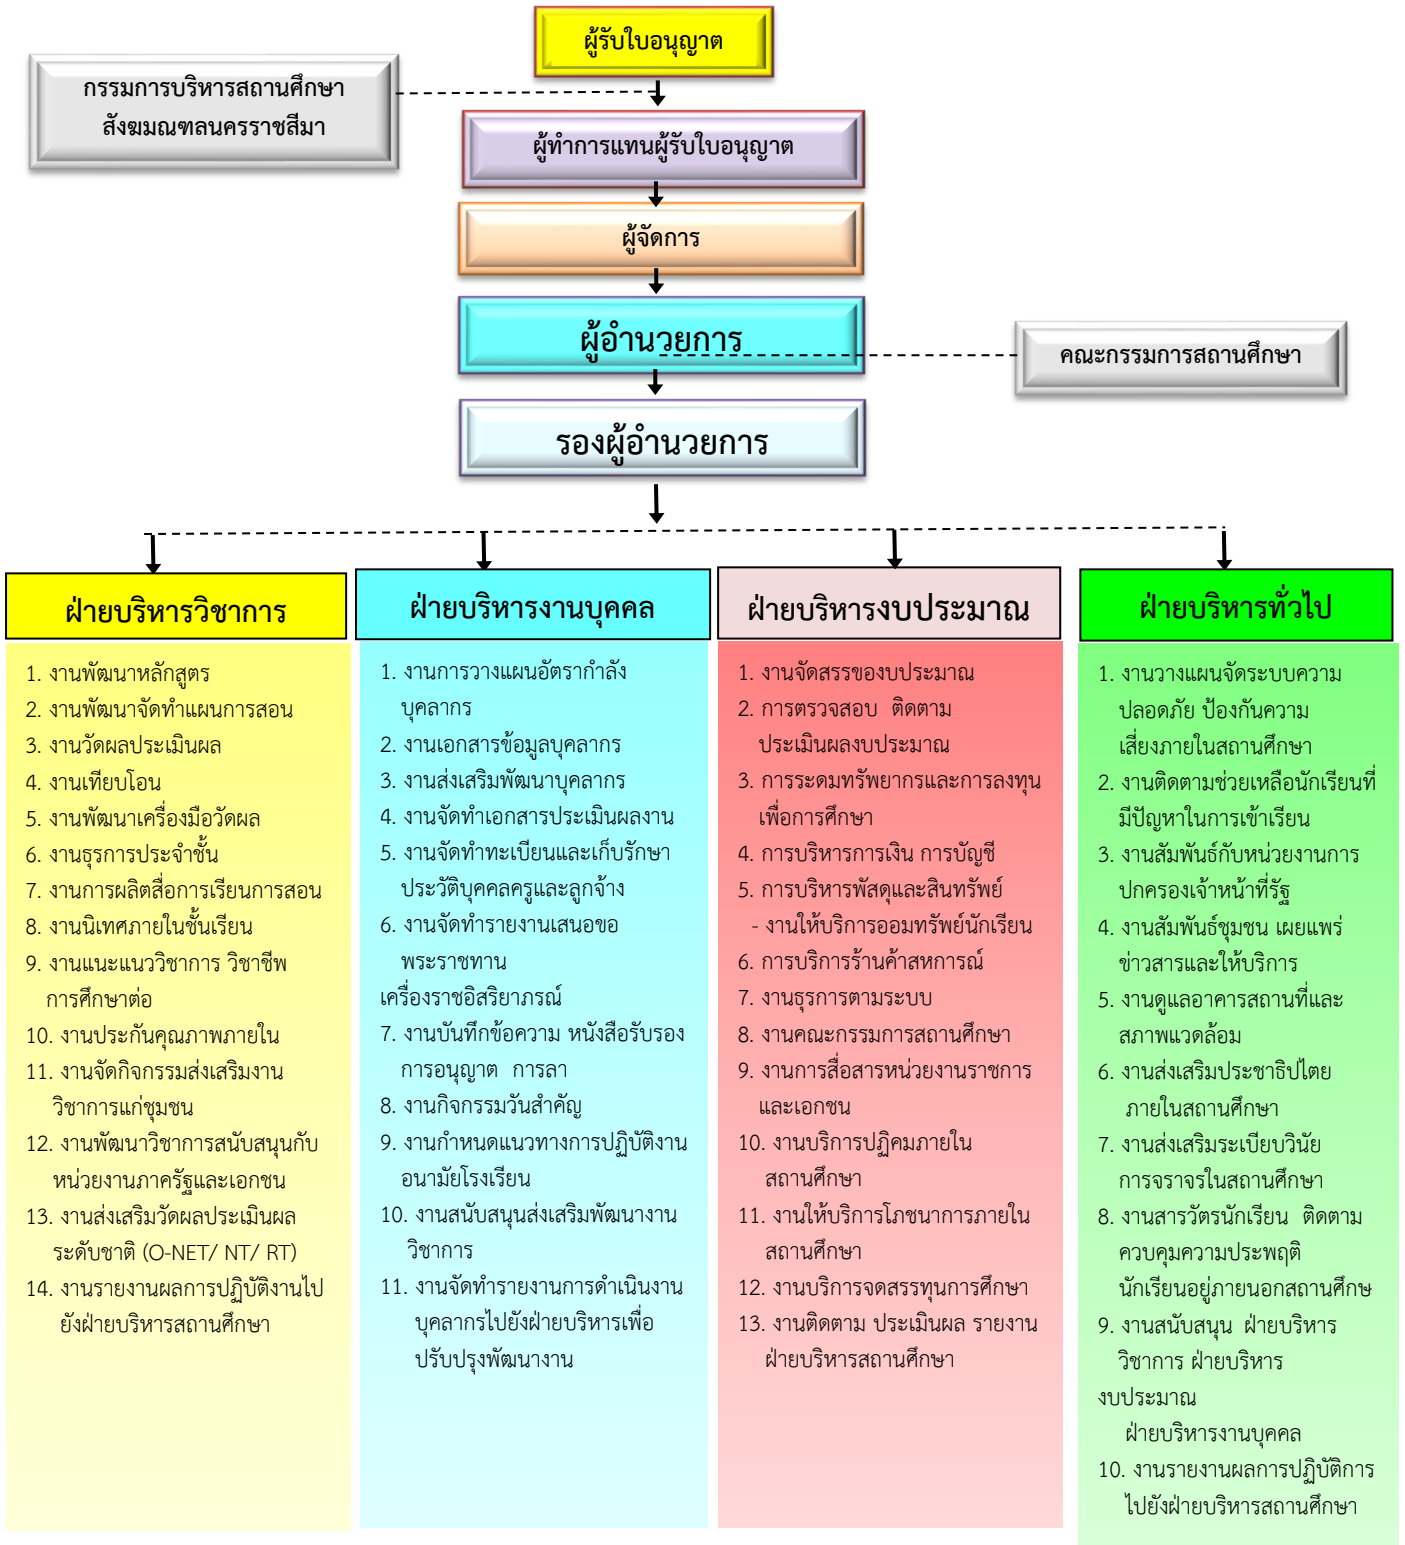 ผู้รับใบอนุญาต
กรรมการบริหารสถานศึกษา
สังฆมณฑลนครราชสีมา
ผู้ทำการแทนผู้รับใบอนุญาต
ผู้จัดการ
ผู้อำนวยการ
คณะกรรมการสถานศึกษา
รองผู้อำนวยการ
ฝ่ายบริหารวิชาการ
1. งานพัฒนาหลักสูตร
2. งานพัฒนาจัดทำแผนการสอน
3. งานวัดผลประเมินผล
4. งานเทียบโอน
5. งานพัฒนาเครื่องมือวัดผล
6. งานธุรการประจำชั้น
7. งานการผลิตสื่อการเรียนการสอน
8. งานนิเทศภายในชั้นเรียน
9. งานแนะแนววิชาการ วิชาชีพ
การศึกษาต่อ
10. งานประกันคุณภาพภายใน
11. งานจัดกิจกรรมส่งเสริมงาน
วิชาการแก่ชุมชน
12. งานพัฒนาวิชาการสนับสนุนกับ
หน่วยงานภาครัฐและเอกชน
13. งานส่งเสริมวัดผลประเมินผล
ระดับชาติ (O-NET/ NT/ RT)
14. งานรายงานผลการปฏิบัติงานไป
ยังฝ่ายบริหารสถานศึกษา
ฝ่ายบริหารงานบุคคล
1. งานการวางแผนอัตรากำลัง
บุคลากร
2. งานเอกสารข้อมูลบุคลากร
3. งานส่งเสริมพัฒนาบุคลากร
4. งานจัดทำเอกสารประเมินผลงาน
5. งานจัดทำทะเบียนและเก็บรักษา
ประวัติบุคคลครูและลูกจ้าง
6. งานจัดทำรายงานเสนอขอ
พระราชทาน
เครื่องราชอิสริยาภรณ์
7. งานบันทึกข้อความ หนังสือรับรอง
การอนุญาต การลา
8. งานกิจกรรมวันสำคัญ
9. งานกำหนดแนวทางการปฏิบัติงาน
อนามัยโรงเรียน
10. งานสนับสนุนส่งเสริมพัฒนางาน
วิชาการ
11. งานจัดทำรายงานการดำเนินงาน
บุคลากรไปยังฝ่ายบริหารเพื่อ
ปรับปรุงพัฒนางาน
ฝ่ายบริหารงบประมาณ
1. งานจัดสรรของบประมาณ
2. การตรวจสอบ ติดตาม
ประเมินผลงบประมาณ
3. การระดมทรัพยากรและการลงทุน
เพื่อการศึกษา
4. การบริหารการเงิน การบัญชี
5. การบริหารพัสดุและสินทรัพย์
- งานให้บริการออมทรัพย์นักเรียน
6. การบริการร้านค้าสหการณ์
7. งานธุรการตามระบบ
8. งานคณะกรรมการสถานศึกษา
9. งานการสื่อสารหน่วยงานราชการ
และเอกชน
10. งานบริการปฏิคมภายใน
สถานศึกษา
11. งานให้บริการโภชนาการภายใน
สถานศึกษา
12. งานบริการจดสรรทุนการศึกษา
13. งานติดตาม ประเมินผล รายงาน
ฝ่ายบริหารสถานศึกษา
ฝ่ายบริหารทั่วไป
1. งานวางแผนจัดระบบความ
ปลอดภัย ป้องกันความ
เสี่ยงภายในสถานศึกษา
2. งานติดตามช่วยเหลือนักเรียนที่
มีปัญหาในการเข้าเรียน
3. งานสัมพันธ์กับหน่วยงานการ
ปกครองเจ้าหน้าที่รัฐ
4. งานสัมพันธ์ชุมชน เผยแพร่
ข่าวสารและให้บริการ
5. งานดูแลอาคารสถานที่และ
สภาพแวดล้อม
6. งานส่งเสริมประชาธิปไตย
ภายในสถานศึกษา
7. งานส่งเสริมระเบียบวินัย
การจราจรในสถานศึกษา
8. งานสารวัตรนักเรียน ติดตาม
ควบคุมความประพฤติ
นักเรียนอยู่ภายนอกสถานศึกษ
9. งานสนับสนุน ฝ่ายบริหาร
วิชาการ ฝ่ายบริหาร
งบประมาณ
ฝ่ายบริหารงานบุคคล
10. งานรายงานผลการปฏิบัติการ
ไปยังฝ่ายบริหารสถานศึกษา